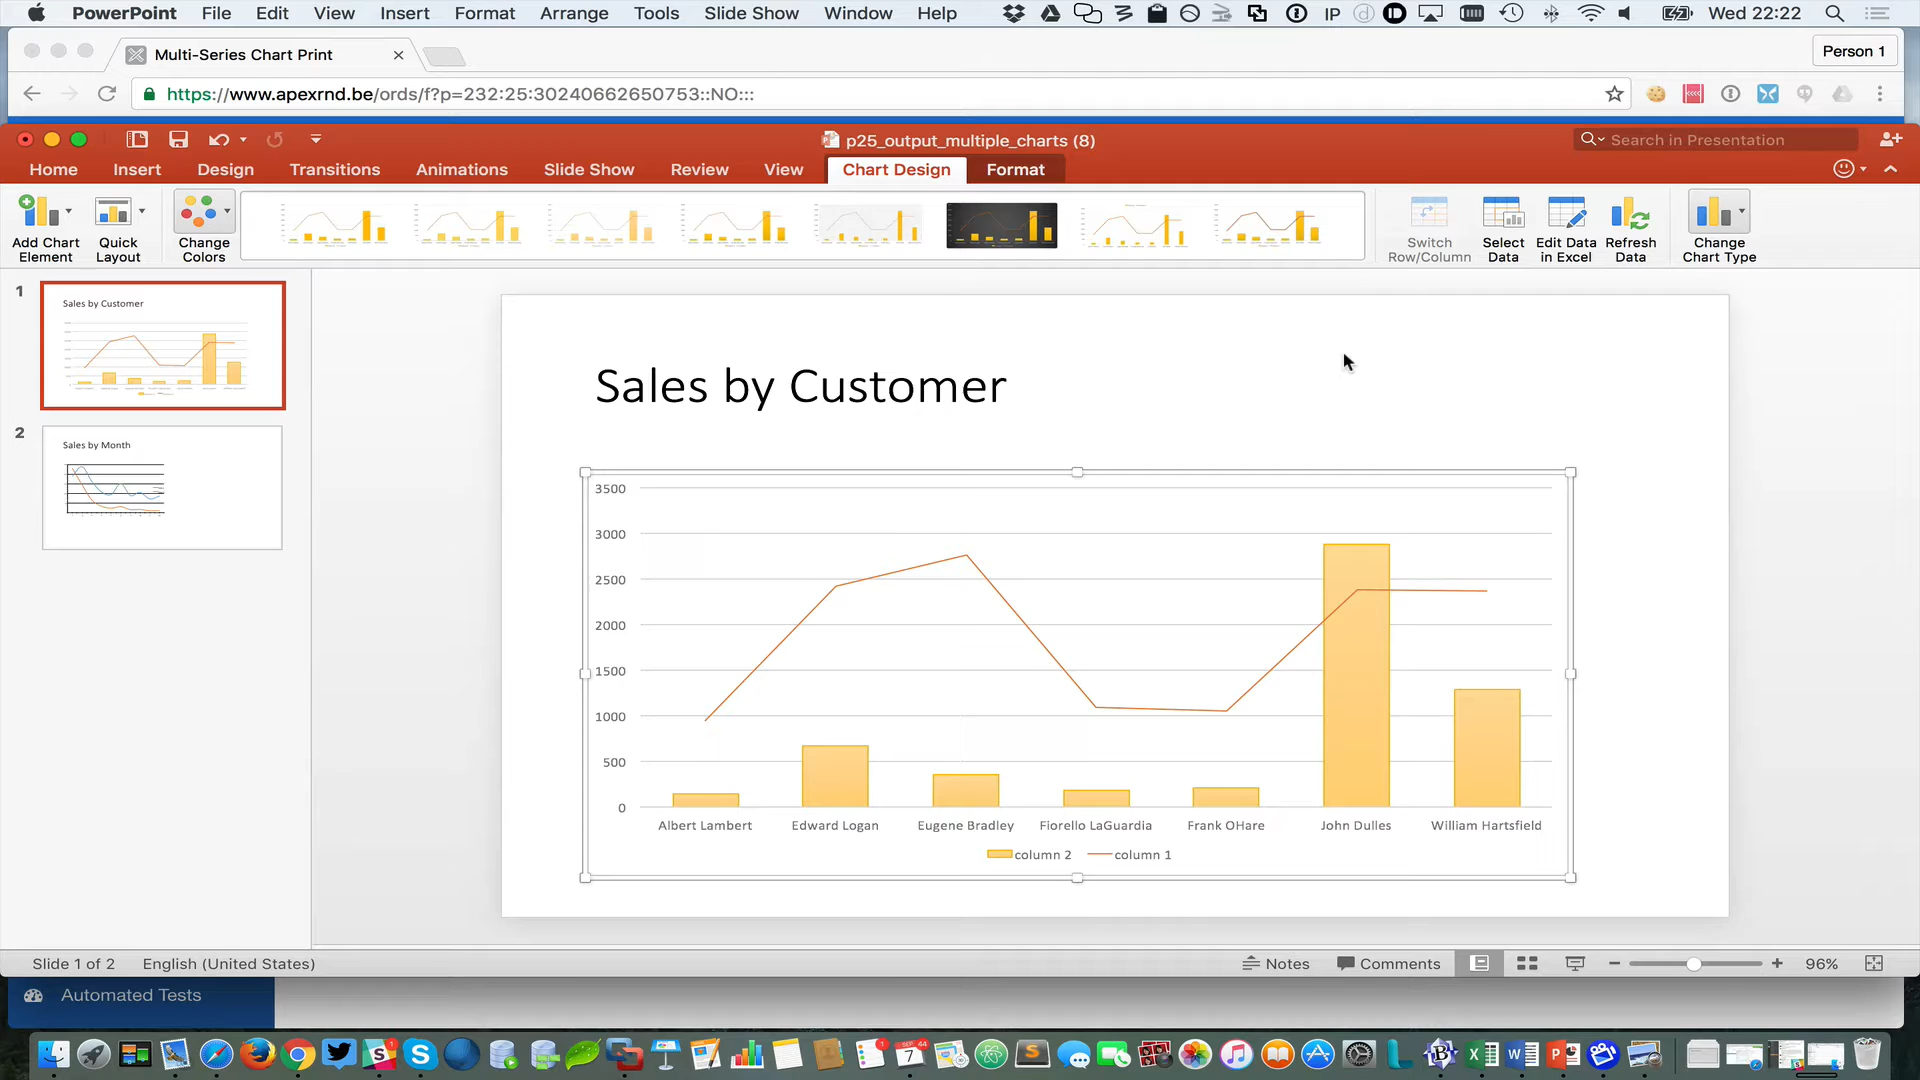 PowerPoint File Edit View Insert Format Arrange Tools Slide Show Window Help IP Wed 22:22
Multi-Series Chart Print Person 1
https://www.apexrnd.be/ords/f?p=232:25:30240662650753::NO:::
p25_output_multiple_charts (8) Search in Presentation
Home Insert Design Transitions Animations Slide Show Review View Chart Design Format
Add Chart Element Quick Layout Change Colors Switch Row/Column Select Data Edit Data in Excel Refresh Data Change Chart Type
1
Sales by Customer
2
Sales by Month
Sales by Customer
3500
3000
2500
2000
1500
1000
500
0
Albert Lambert Edward Logan Eugene Bradley Fiorello LaGuardia Frank OHare John Dulles William Hartsfield
column 2 column 1
Slide 1 of 2 English (United States) Notes Comments 96%
Automated Tests